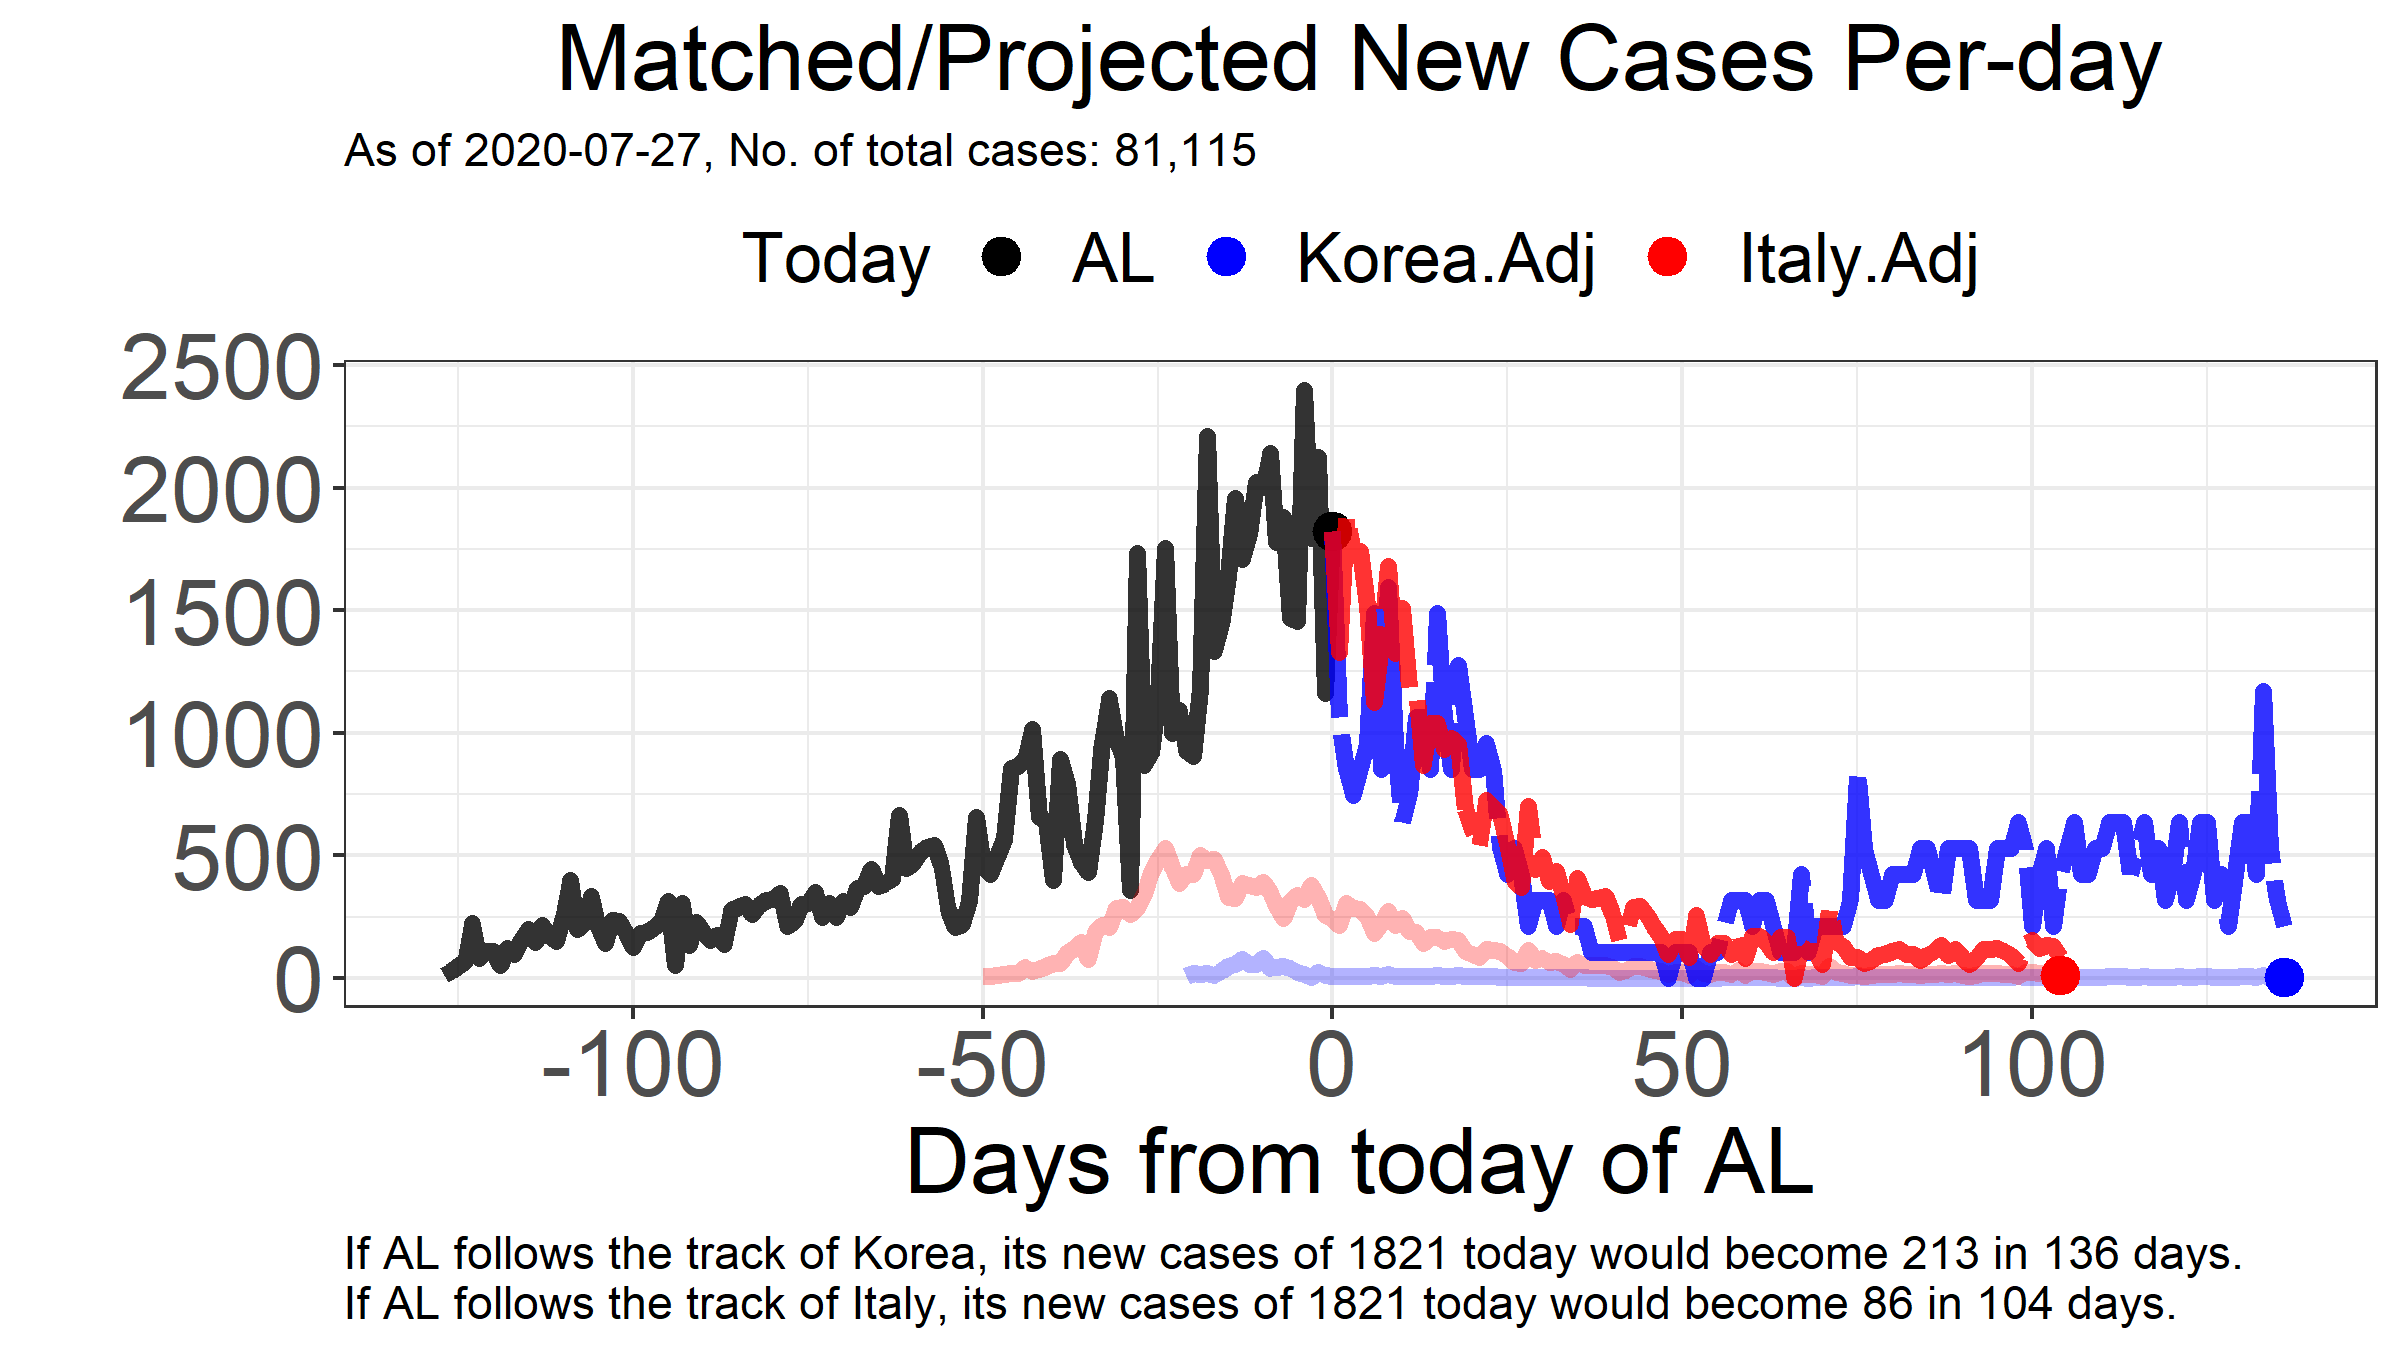 Matched/Projected New Cases Per-day
As of 2020-07-27, No. of total cases: 81,115
Today AL Korea.Adj Italy.Adj
2500
2000
1500
1000
500
0
-100 -50 0 50 100
Days from today of AL
If AL follows the track of Korea, its new cases of 1821 today would become 213 in 136 days.
If AL follows the track of Italy, its new cases of 1821 today would become 86 in 104 days.